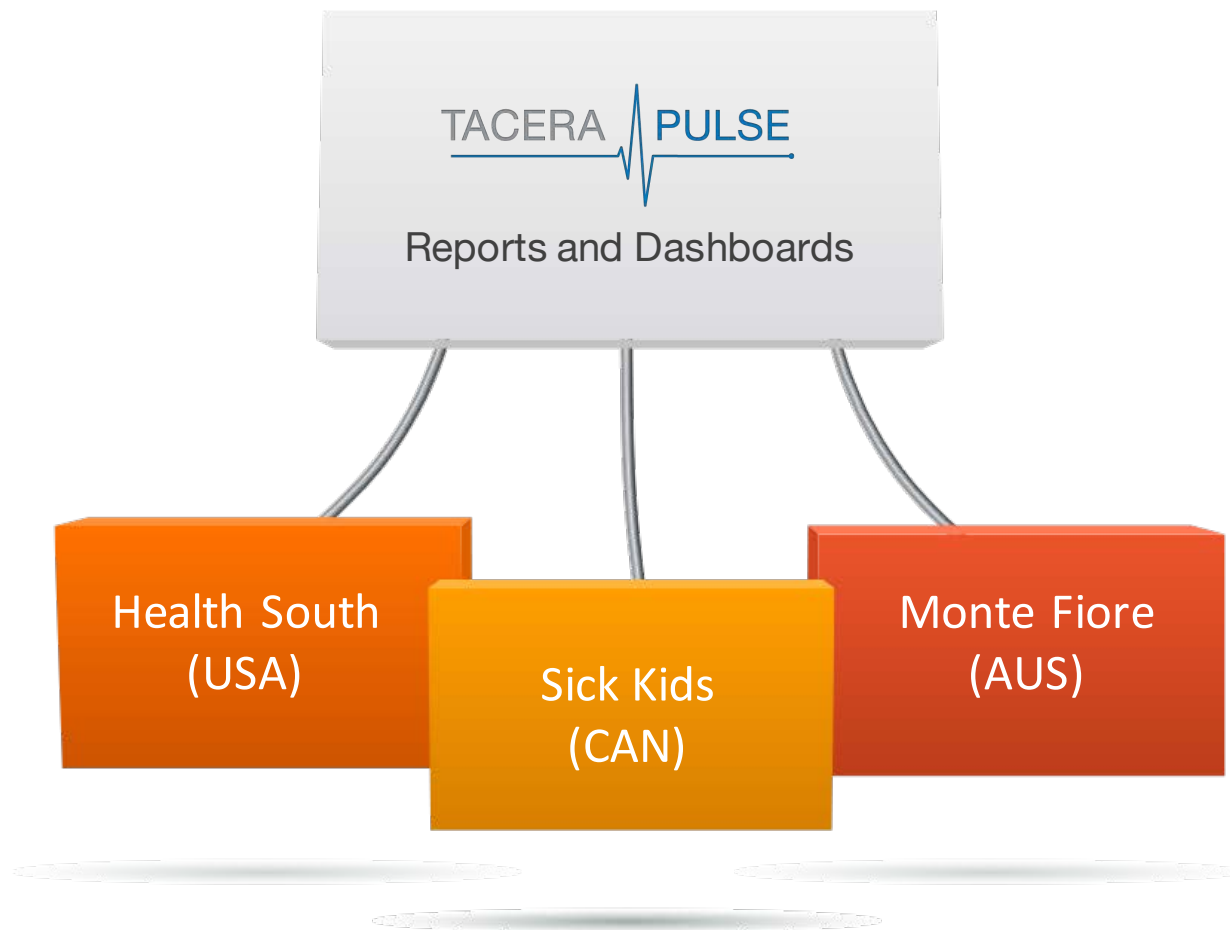 TACERA PULSE
Reports and Dashboards
Health South
(USA)
Sick Kids
(CAN)
Monte Fiore
(AUS)